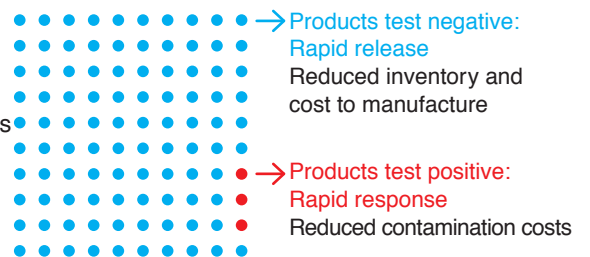 Products test negative:
Rapid release
Reduced inventory and
cost to manufacture
s
Products test positive:
Rapid response
Reduced contamination costs